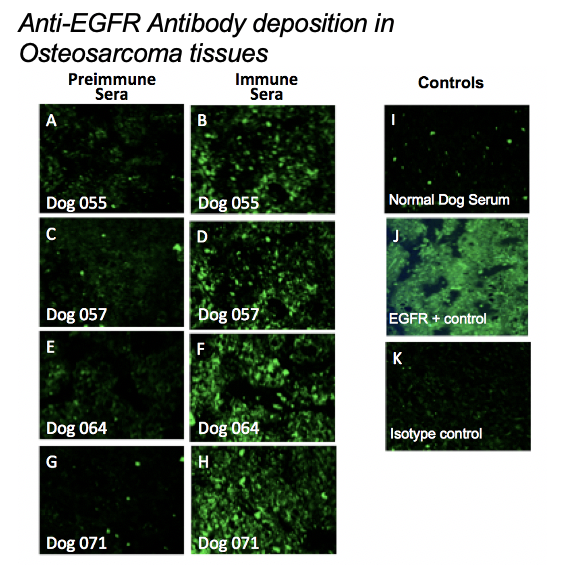 Anti-EGFR Antibody deposition in
Osteosarcoma tissues
Preimmune
Sera
Immune
Sera
Controls
A
Dog 055
B
Dog 055
I
Normal Dog Serum
C
Dog 057
D
Dog 057
J
EGFR + control
E
Dog 064
F
Dog 064
K
Isotype control
G
Dog 071
H
Dog 071